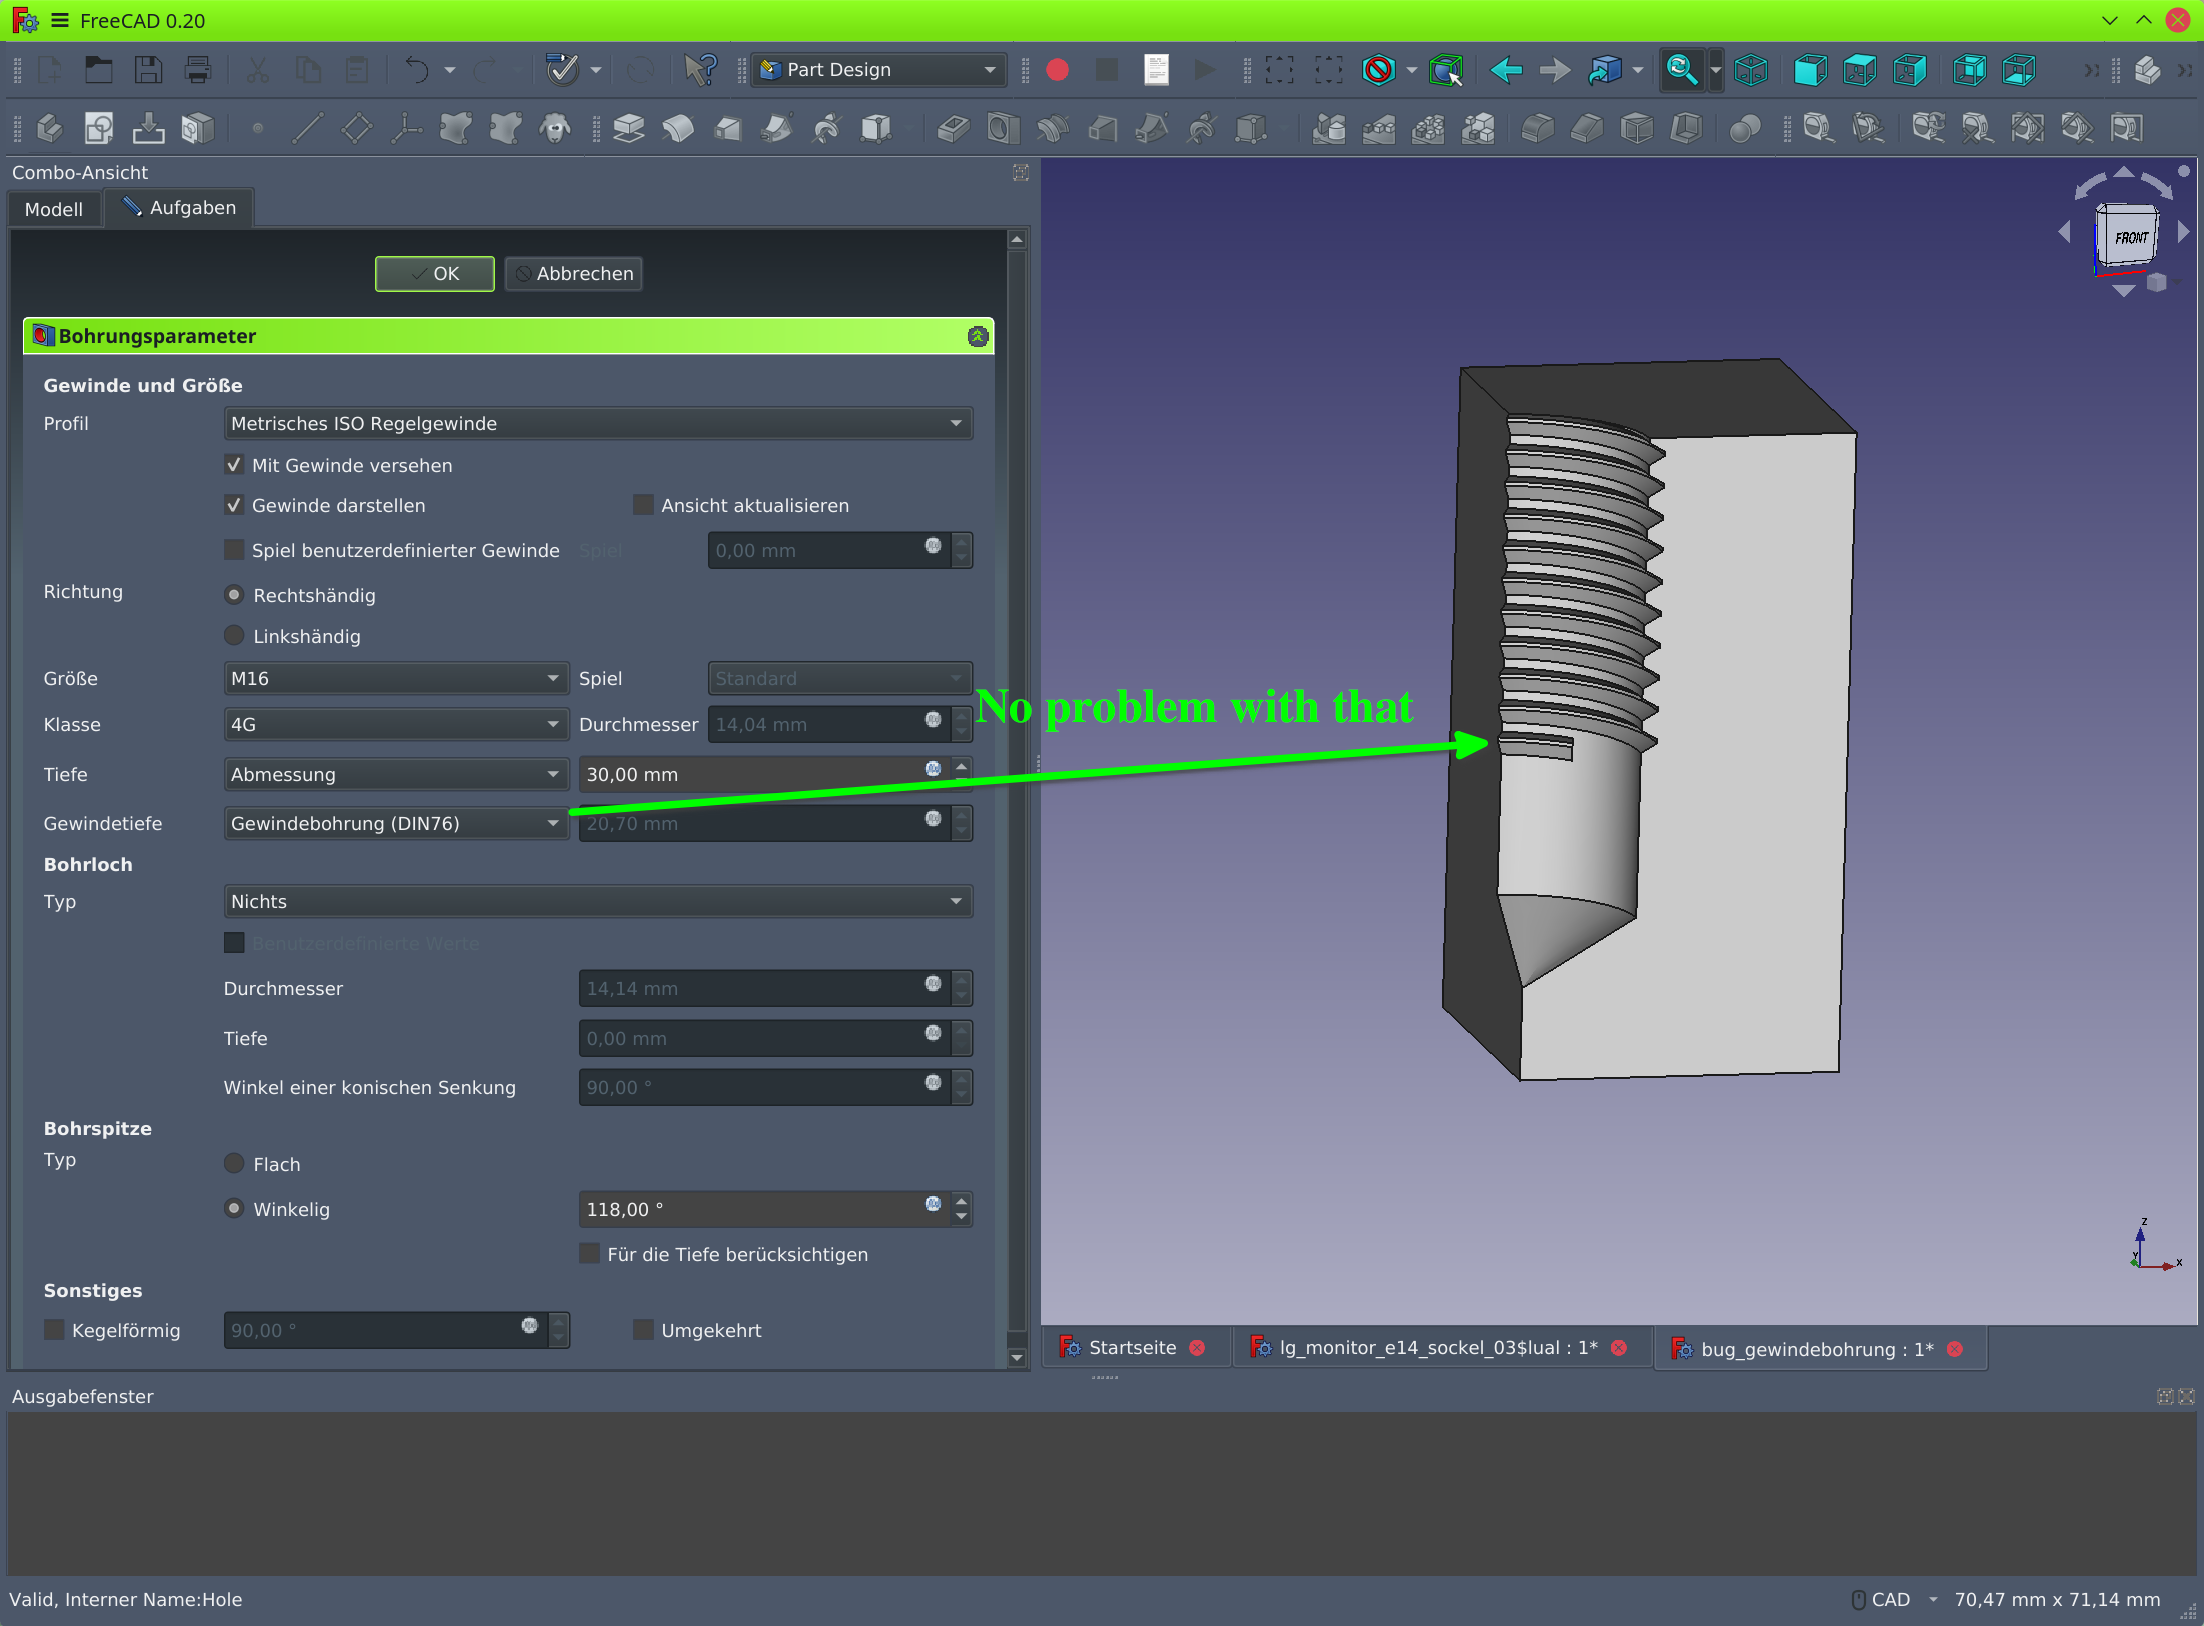 FreeCAD 0.20
Part Design
Combo-Ansicht
Modell
Aufgaben
OK
Abbrechen
Bohrungsparameter
Gewinde und Größe
Profil
Metrisches ISO Regelgewinde
Mit Gewinde versehen
Gewinde darstellen
Ansicht aktualisieren
Spiel benutzerdefinierter Gewinde
Spiel
0,00 mm
Richtung
Rechtshändig
Linkshändig
Größe
M16
Spiel
Standard
Klasse
4G
Durchmesser
14,04 mm
Tiefe
Abmessung
30,00 mm
Gewindetiefe
Gewindebohrung (DIN76)
20,70 mm
Bohrloch
Typ
Nichts
Benutzerdefinierte Werte
Durchmesser
14,14 mm
Tiefe
0,00 mm
Winkel einer konischen Senkung
90,00 °
Bohrspitze
Typ
Flach
Winkelig
118,00 °
Für die Tiefe berücksichtigen
Sonstiges
Kegelförmig
90,00 °
Umgekehrt
No problem with that
FRONT
Z
Y
X
Startseite
lg_monitor_e14_sockel_03$lual : 1*
bug_gewindebohrung : 1*
Ausgabefenster
Valid, Interner Name:Hole
CAD
70,47 mm x 71,14 mm